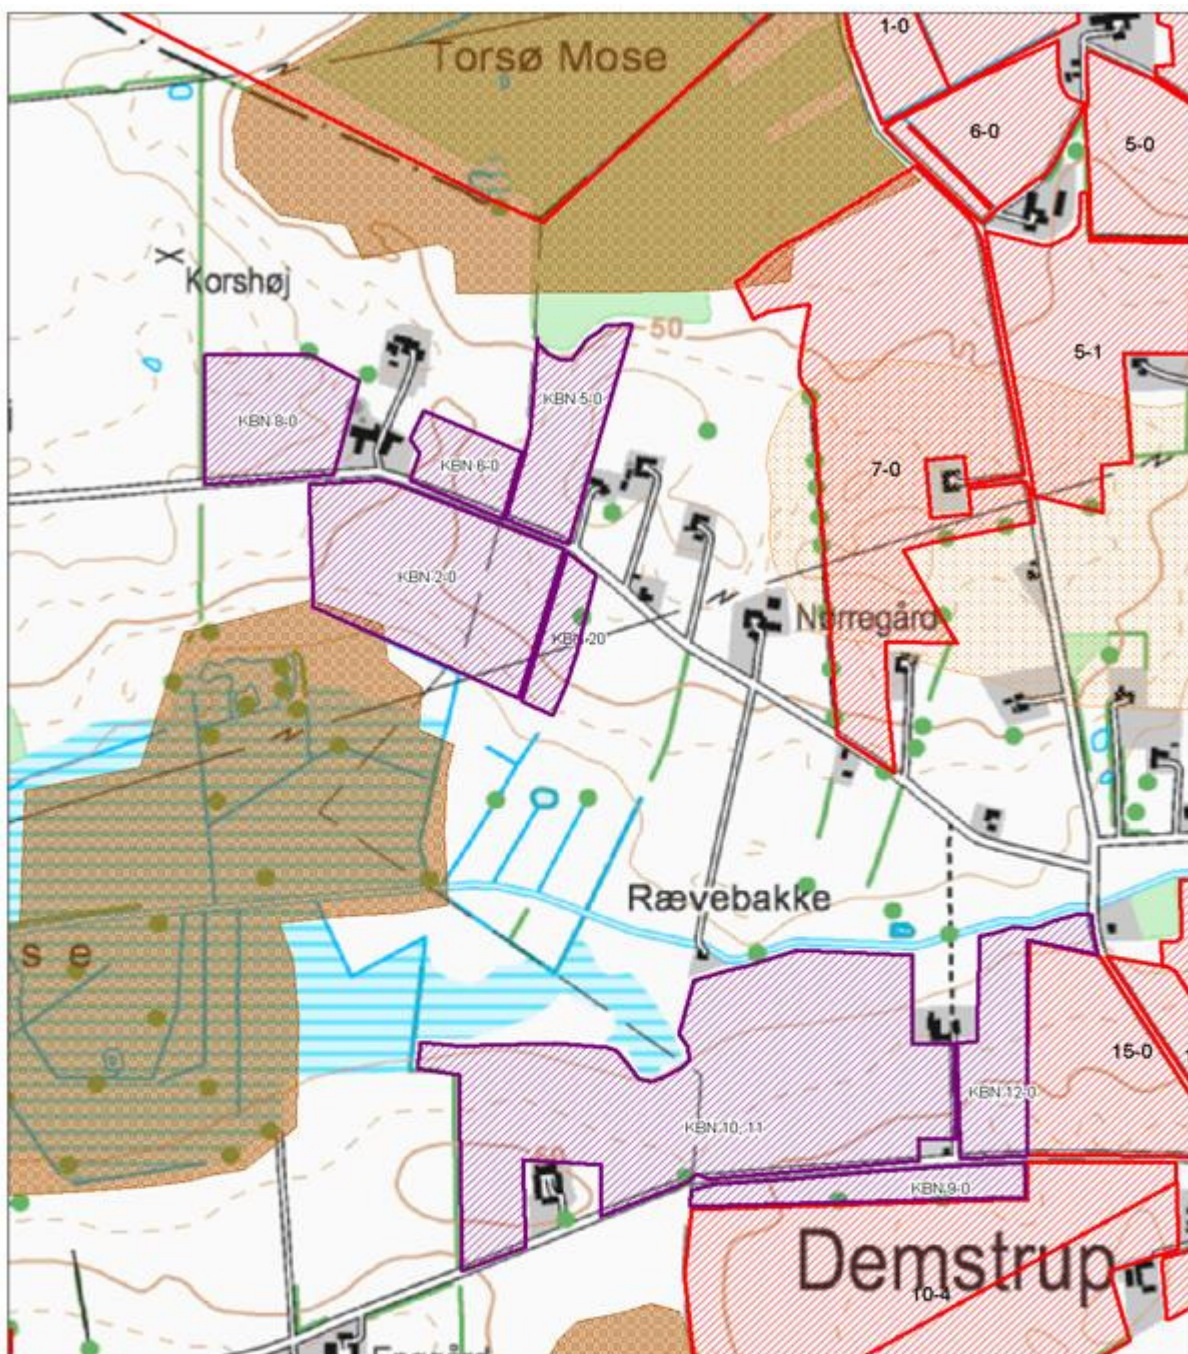 1-0
Torsø Mose
6-0
5-0
Korshøj
50
5-1
KBN 8-0
KBN 5-0
KBN 6-0
7-0
KBN 2-0
Nørregård
KBN 20
Rævebakke
s e
15-0
KBN 12-0
KBN 10, 11
KBN 9-0
Demstrup
10-4